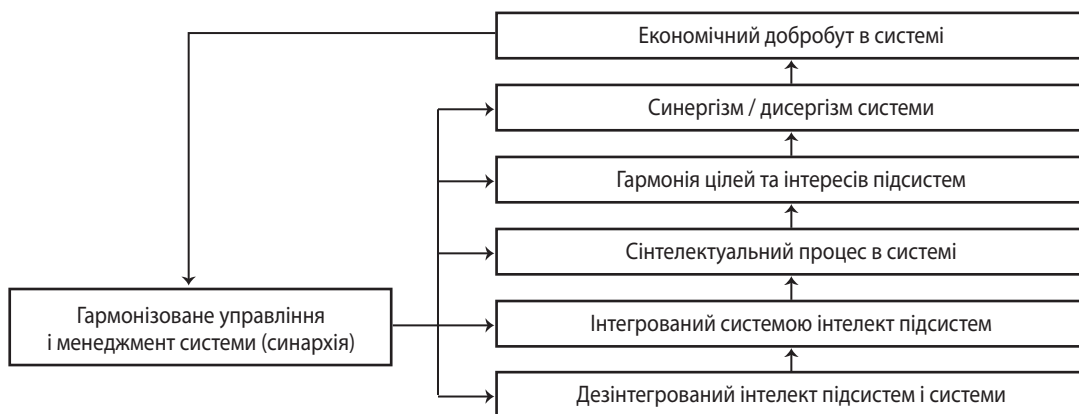 Економічний добробут в системі
Синергізм / дисергізм системи
Гармонія цілей та інтересів підсистем
Сінтелектуальний процес в системі
Гармонізоване управління
і менеджмент системи (синархія)
Інтегрований системою інтелект підсистем
Дезінтегрований інтелект підсистем і системи